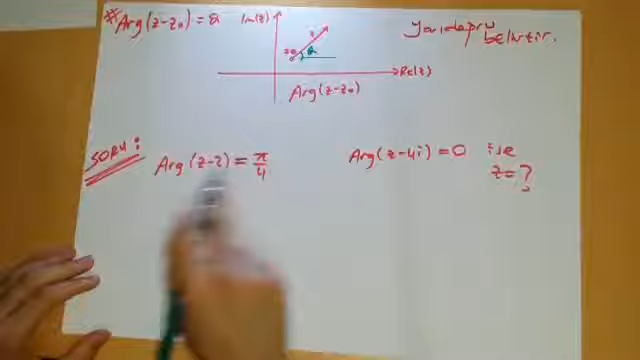 *Arg(z-z₀)=α
Im(z)
z
z₀
α
Re(z)
Arg(z-z₀)
Yarıdoğru
belirtir.
SORU:
Arg(z-2)=π/4
Arg(z-4i)=0 ise
z=?